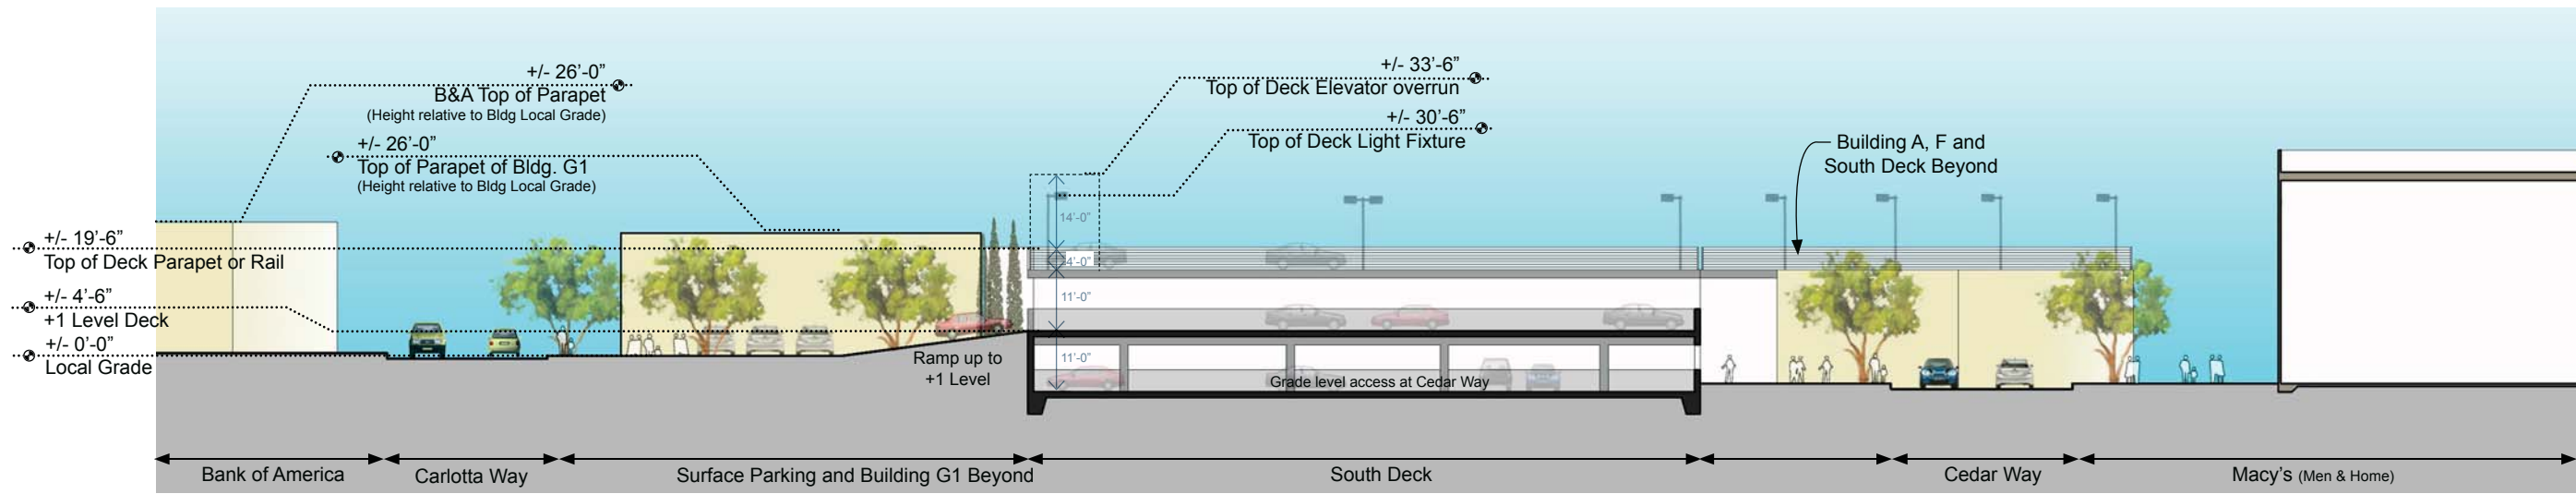 +/- 26'-0”
B&A Top of Parapet
(Height relative to Bldg Local Grade)
+/- 26'-0”
Top of Parapet of Bldg. G1
(Height relative to Bldg Local Grade)
+/- 33'-6”
Top of Deck Elevator overrun
+/- 30'-6”
Top of Deck Light Fixture
Building A, F and
South Deck Beyond
+/- 19'-6”
Top of Deck Parapet or Rail
+/- 4'-6”
+1 Level Deck
+/- 0'-0”
Local Grade
14'-0”
4'-0”
11'-0”
11'-0”
Ramp up to
+1 Level
Grade level access at Cedar Way
Bank of America
Carlotta Way
Surface Parking and Building G1 Beyond
South Deck
Cedar Way
Macy's (Men & Home)